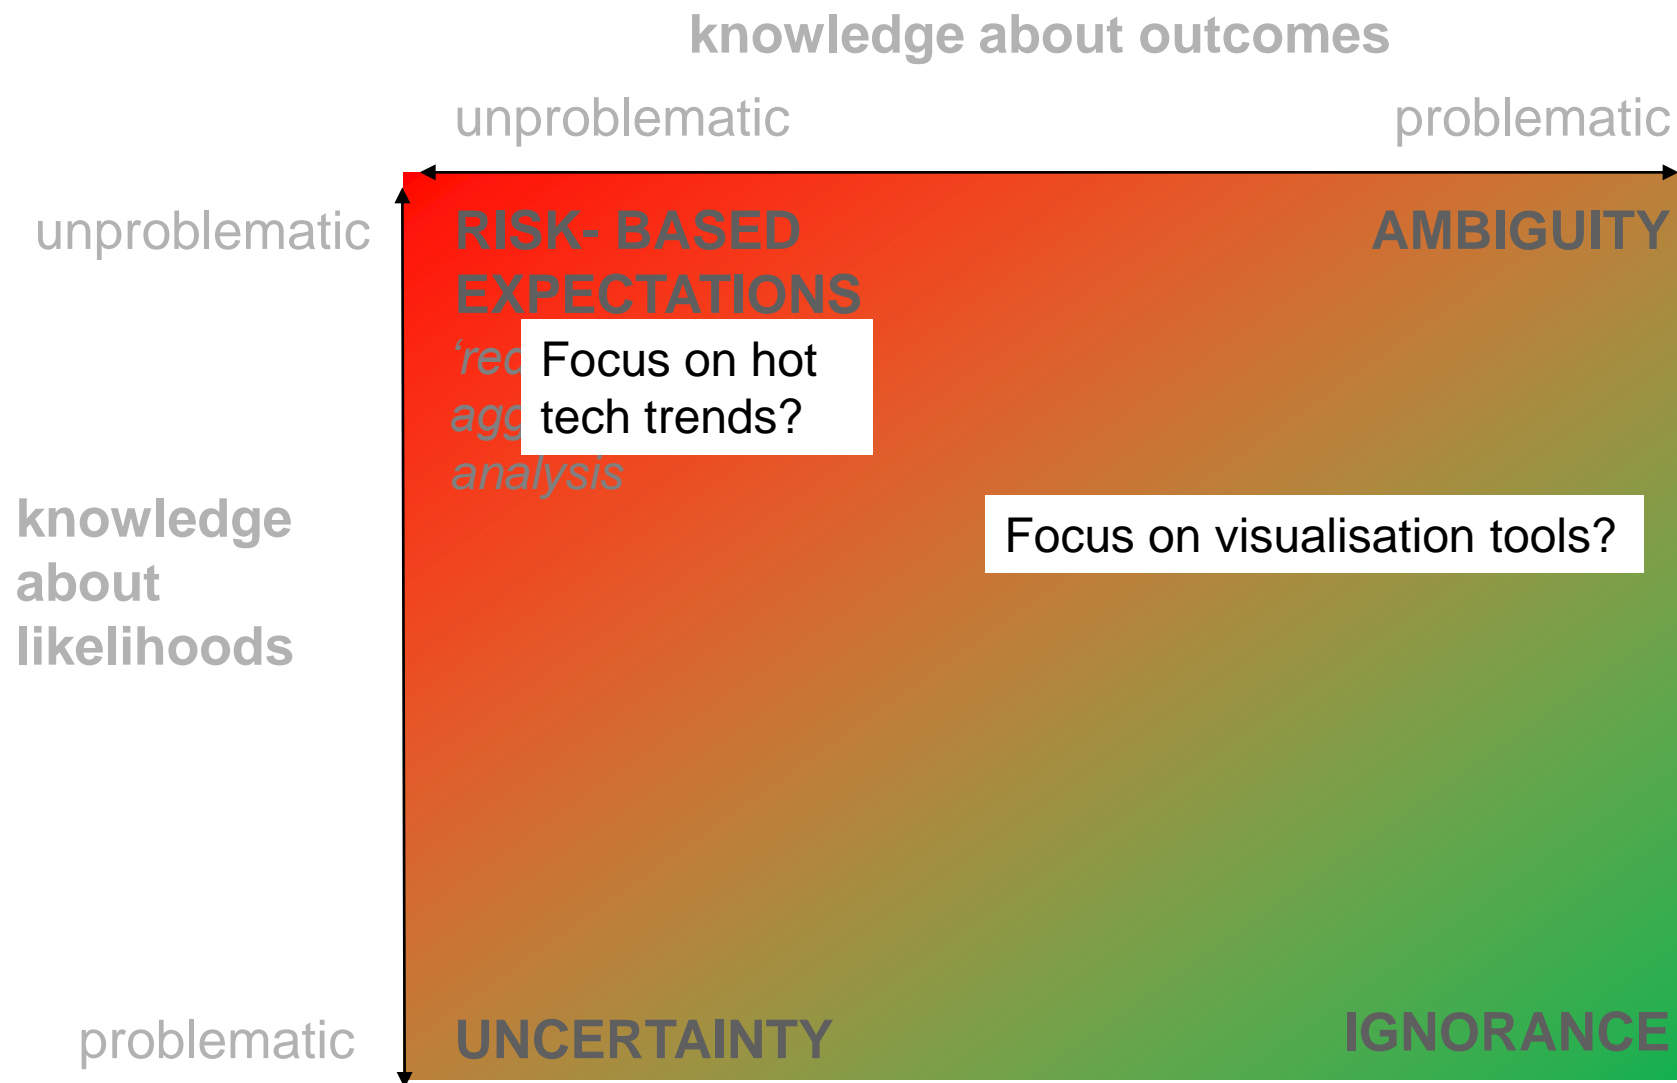 knowledge about outcomes
unproblematic problematic
unproblematic
RISK- BASED
EXPECTATIONS
AMBIGUITY
Focus on hot
tech trends?
analysis
knowledge
about
likelihoods
Focus on visualisation tools?
problematic
UNCERTAINTY
IGNORANCE